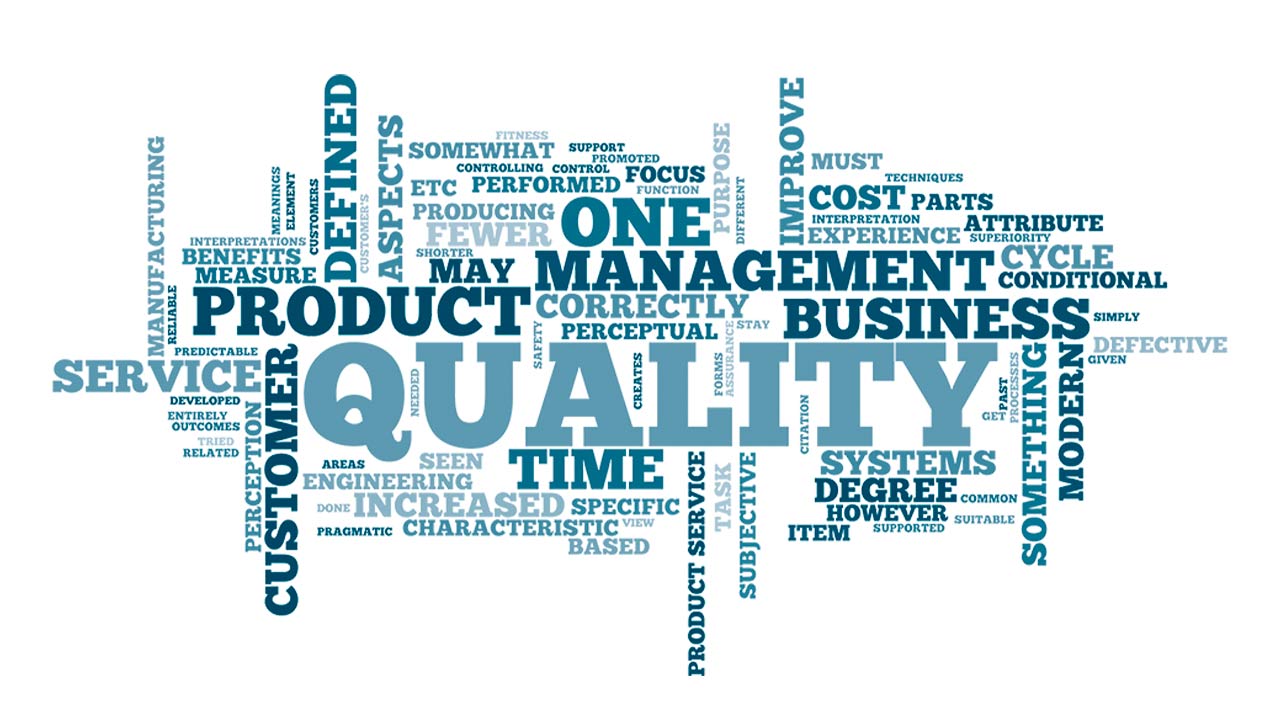 DEFINED
IMPROVE
ASPECTS
PURPOSE
FITNESS
MANUFACTURING
SOMEWHAT
SUPPORT
PROMOTED
MUST
CONTROLLING
CONTROL
FOCUS
TECHNIQUES
MEANINGS
ELEMENT
CUSTOMERS
CUSTOMER'S
ETC
PERFORMED
FUNCTION
DIFFERENT
COST
PARTS
PRODUCING
ONE
INTERPRETATION
ATTRIBUTE
FEWER
EXPERIENCE
SUPERIORITY
INTERPRETATIONS
BENEFITS
SHORTER
CYCLE
MEASURE
MAY
MANAGEMENT
CONDITIONAL
RELIABLE
PRODUCT
CORRECTLY
BUSINESS
SIMPLY
PERCEPTUAL
STAY
SAFETY
ASSURANCE
PREDICTABLE
DEFECTIVE
GIVEN
SERVICE
CUSTOMER
QUALITY
NEEDED
CREATES
FORMS
CITATION
PAST
PROCESSES
GET
SOMETHING
MODERN
DEVELOPED
PERCEPTION
ENTIRELY
OUTCOMES
TRIED
RELATED
AREAS
SEEN
TIME
SYSTEMS
ENGINEERING
PRODUCT SERVICE
TASK
SUBJECTIVE
DEGREE
COMMON
DONE
INCREASED
SPECIFIC
HOWEVER
SUITABLE
PRAGMATIC
CHARACTERISTIC
VIEW
ITEM
SUPPORTED
BASED